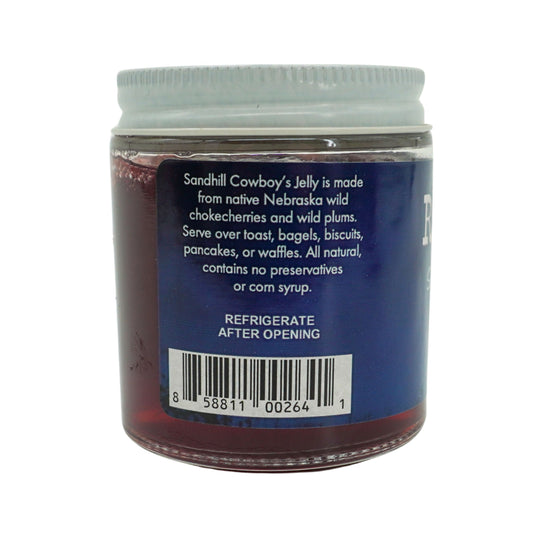 Sandhill Cowboy's Jelly is made
from native Nebraska wild
chokecherries and wild plums.
Serve over toast, bagels, biscuits,
pancakes, or waffles. All natural,
contains no preservatives
or corn syrup.
REFRIGERATE
AFTER OPENING
8 58811 00264 1